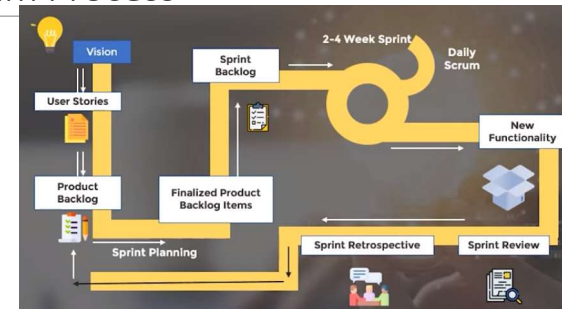 Vision
User Stories
Product
Backlog
Sprint Planning
Finalized Product
Backlog Items
Sprint
Backlog
2-4 Week Sprint
Daily
Scrum
New
Functionality
Sprint Review
Sprint Retrospective